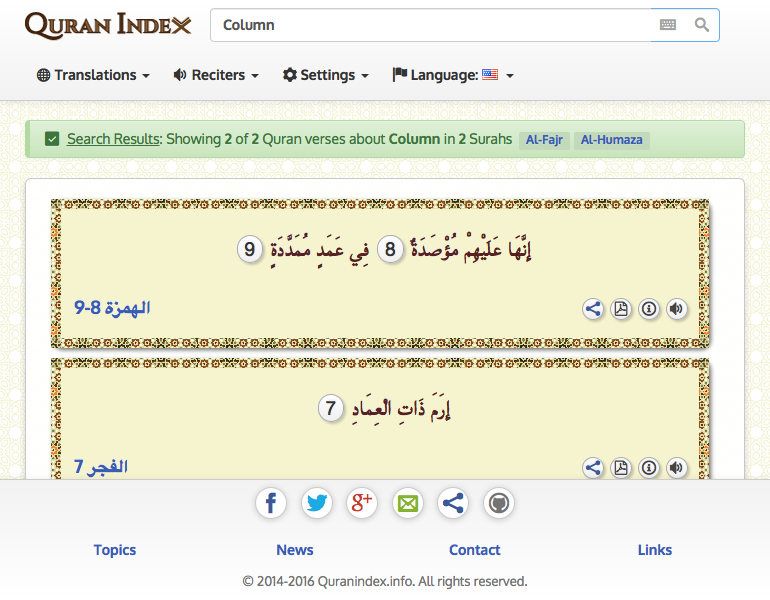 QURAN INDEX
Column
Translations
Reciters
Settings
Language:
Search Results: Showing 2 of 2 Quran verses about Column in 2 Surahs Al-Fajr Al-Humaza
إِنَّهَا عَلَيْهِمْ مُؤْصَدَةٌ 8 فِي عَمَدٍ مُمَدَّدَةٍ 9
الهمزة 8-9
إِرَمَ ذَاتِ الْعِمَادِ 7
الفجر 7
Topics
News
Contact
Links
© 2014-2016 Quranindex.info. All rights reserved.